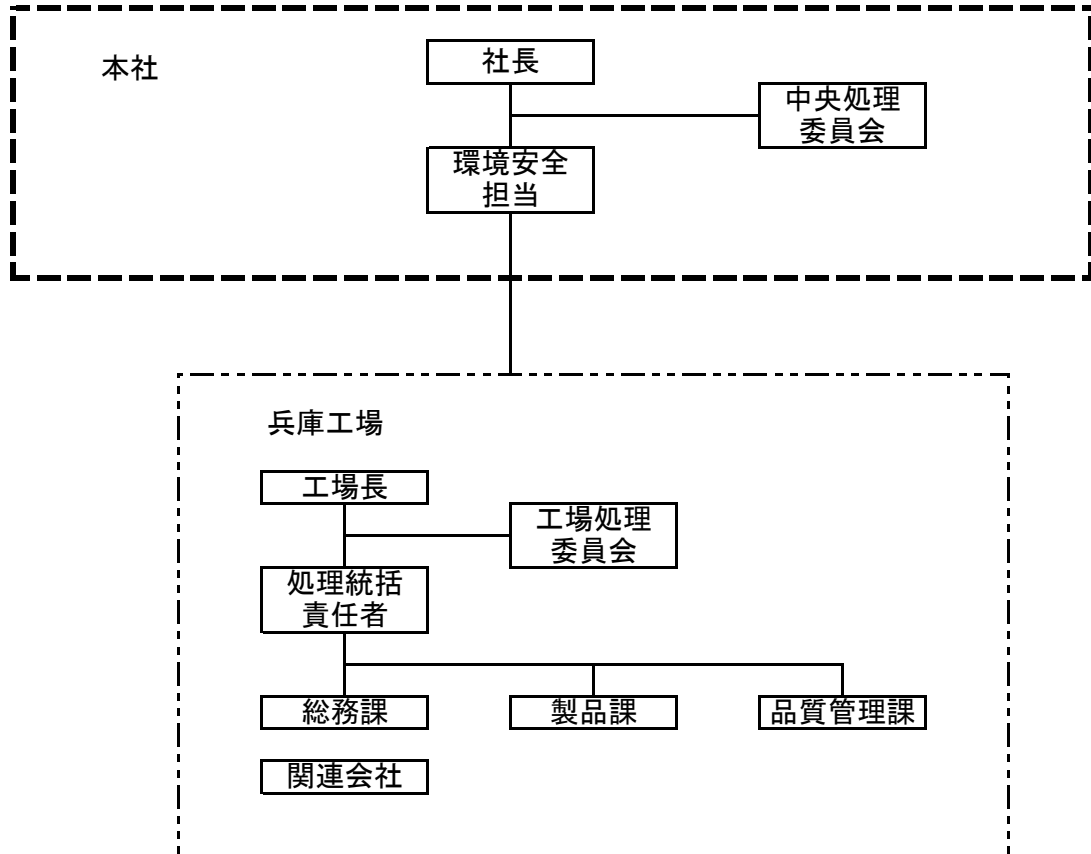 本社
社長
中央処理
委員会
環境安全
担当
兵庫工場
工場長
工場処理
委員会
処理統括
責任者
総務課
製品課
品質管理課
関連会社